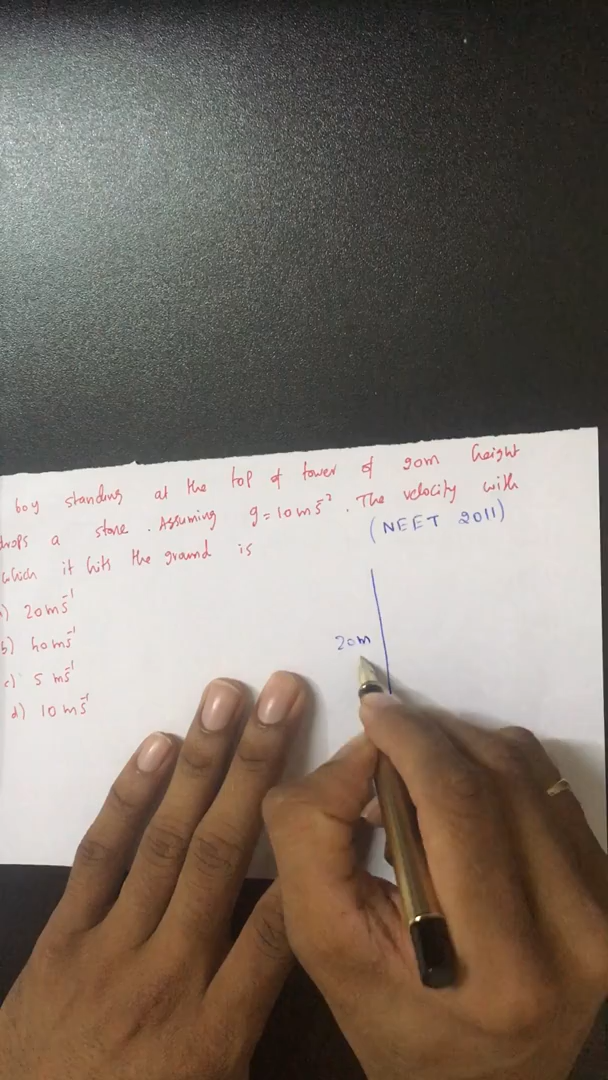 boy standing at the top of tower of 20m height
drops a stone. Assuming g = 10 ms⁻². The velocity with
which it hits the ground is
(NEET 2011)
a) 20 ms⁻¹
b) 40 ms⁻¹
c) 5 ms⁻¹
d) 10 ms⁻¹
20m